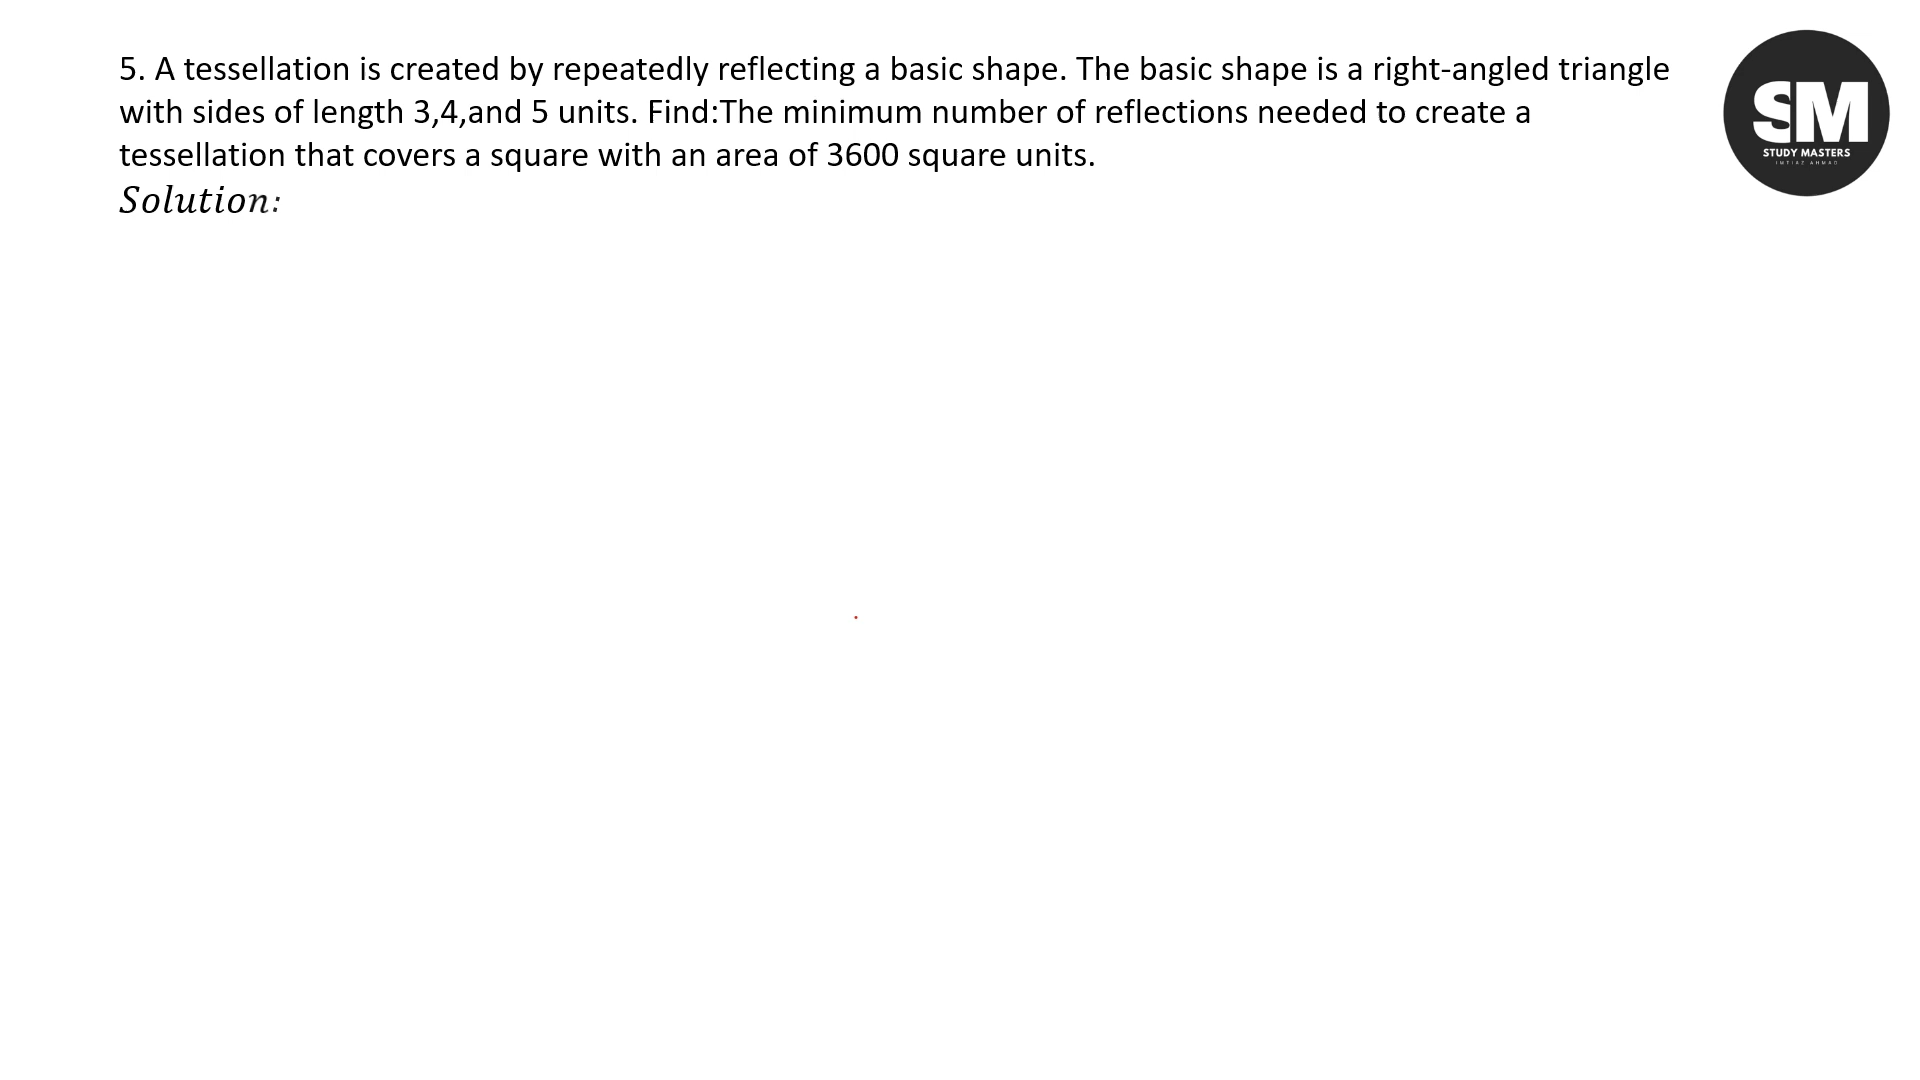 5. A tessellation is created by repeatedly reflecting a basic shape. The basic shape is a right-angled triangle
with sides of length 3,4,and 5 units. Find:The minimum number of reflections needed to create a
tessellation that covers a square with an area of 3600 square units.
Solution:
SM
STUDY MASTERS
IMTIAZ AHMAD